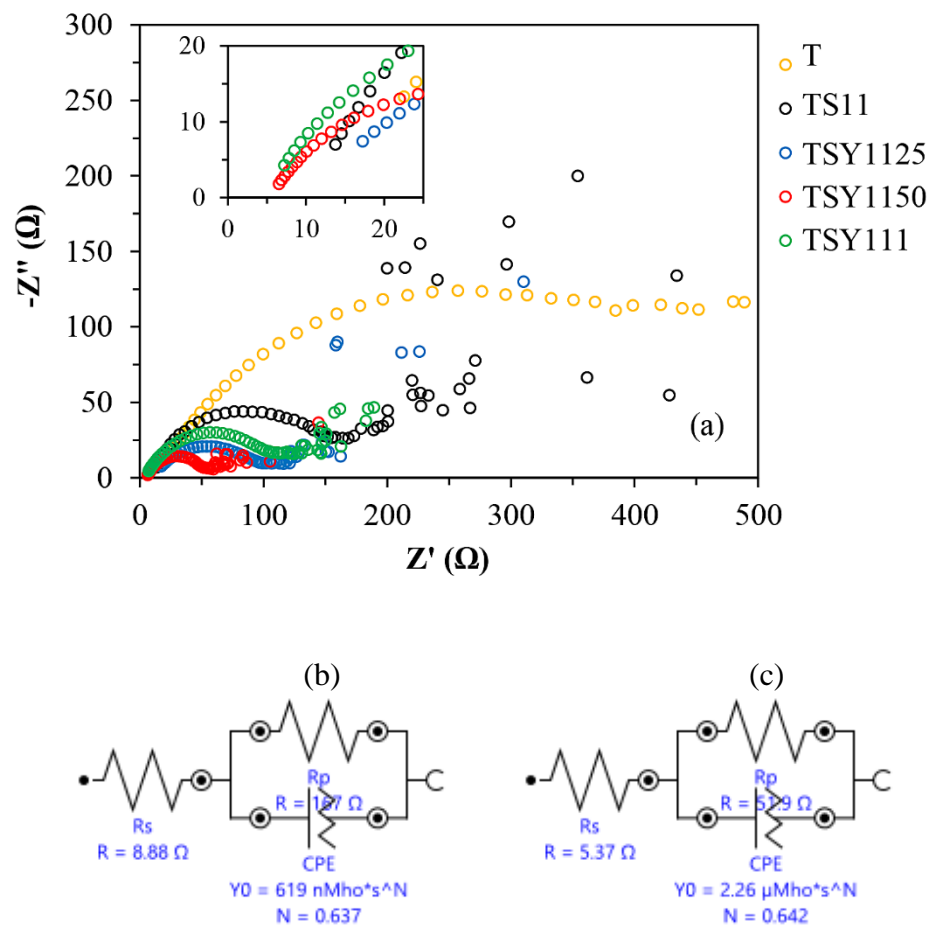 300
250
200
150
100
50
0
-Z" (Ω)
20
10
0
0 10 20
T
TS11
TSY1125
TSY1150
TSY111
(a)
0 100 200 300 400 500
Z' (Ω)
(b)
Rs
R = 8.88 Ω
Rp
R = 167 Ω
CPE
Y0 = 619 nMho*s^N
N = 0.637
(c)
Rs
R = 5.37 Ω
Rp
R = 51.9 Ω
CPE
Y0 = 2.26 µMho*s^N
N = 0.642